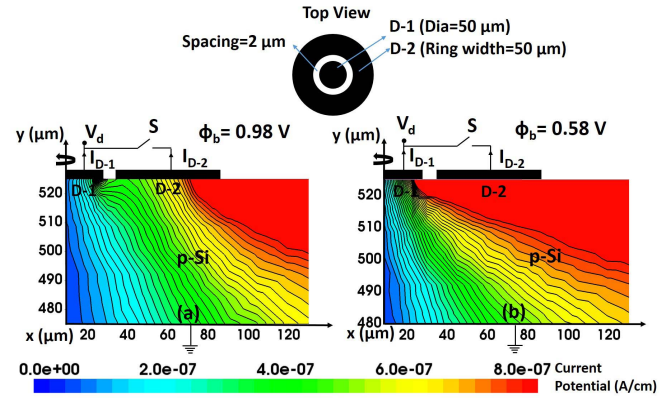 Top View
Spacing=2 μm
D-1 (Dia=50 μm)
D-2 (Ring width=50 μm)
y (μm)
V_d
S
ϕ_b= 0.98 V
I_D-1
I_D-2
D-1
D-2
520
510
500
490
480
p-Si
(a)
x (μm) 20 40 60 80 100 120
y (μm)
V_d
S
ϕ_b= 0.58 V
I_D-1
I_D-2
D-1
D-2
520
510
500
490
480
p-Si
(b)
x (μm) 20 40 60 80 100 120
0.0e+00 2.0e-07 4.0e-07 6.0e-07 8.0e-07 Current
Potential (A/cm)